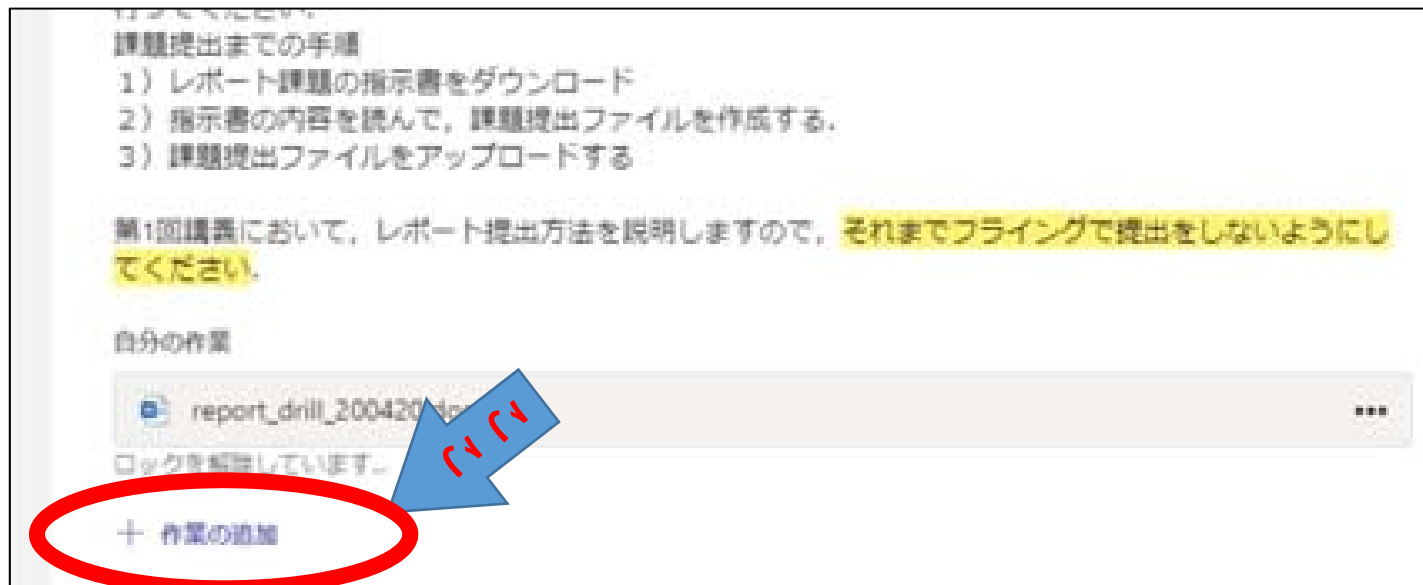 課題提出までの手順
1）レポート課題の指示書をダウンロード
2）指示書の内容を読んで，課題提出ファイルを作成する．
3）課題提出ファイルをアップロードする
第1回講義において，レポート提出方法を説明しますので，それまでフライングで提出をしないようにし
てください．
自分の作業
report_drill_200420
•••
ロックを解除しています..
ココ
＋ 作業の追加